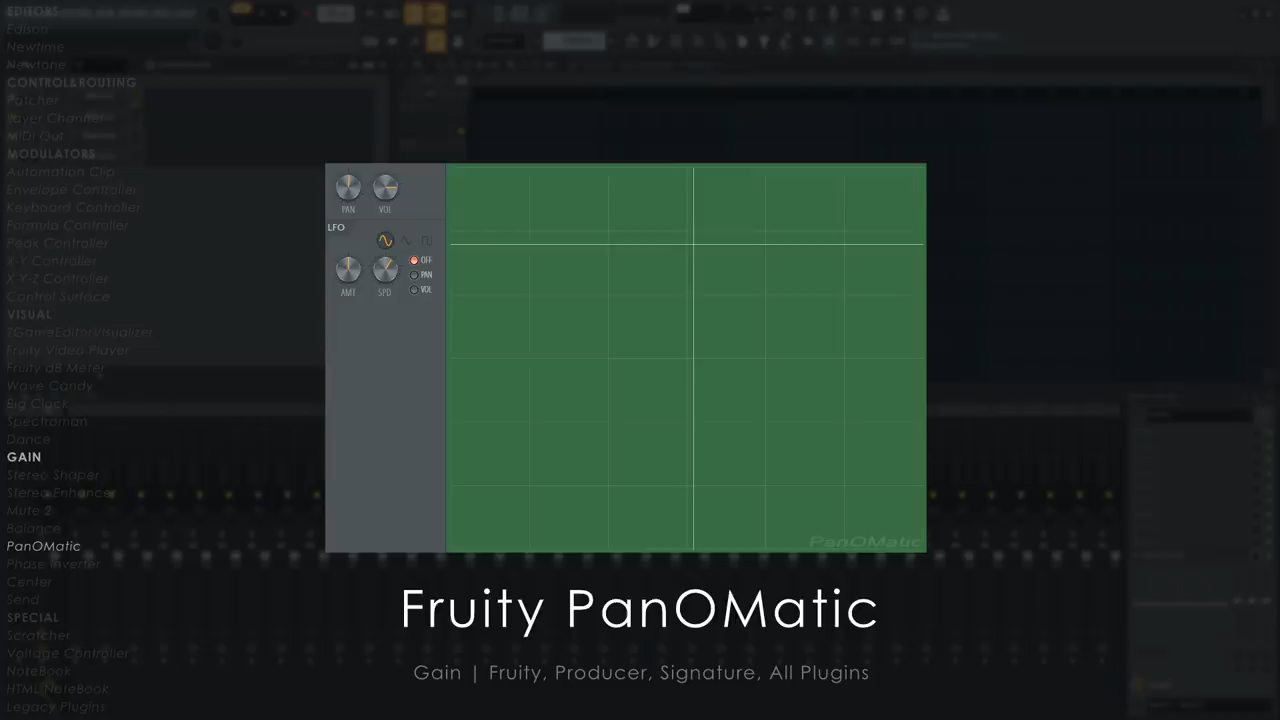 EDITORS
Edison
Newtime
Newtone
CONTROL&ROUTING
Patcher
Layer Channel
MIDI Out
MODULATORS
Automation Clip
Envelope Controller
Keyboard Controller
Formula Controller
Peak Controller
X-Y Controller
X-Y-Z Controller
Control Surface
VISUAL
ZGameEditorVisualizer
Fruity Video Player
Fruity dB Meter
Wave Candy
Big Clock
Spectroman
Dance
GAIN
Stereo Shaper
Stereo Enhancer
Mute 2
Balance
PanOMatic
Phase Inverter
Center
Send
SPECIAL
Scratcher
Voltage Controller
NoteBook
HTML NoteBook
Legacy Plugins
PAN VOL
LFO
OFF
PAN
VOL
AMT SPD
PanOMatic
Fruity PanOMatic
Gain | Fruity, Producer, Signature, All Plugins